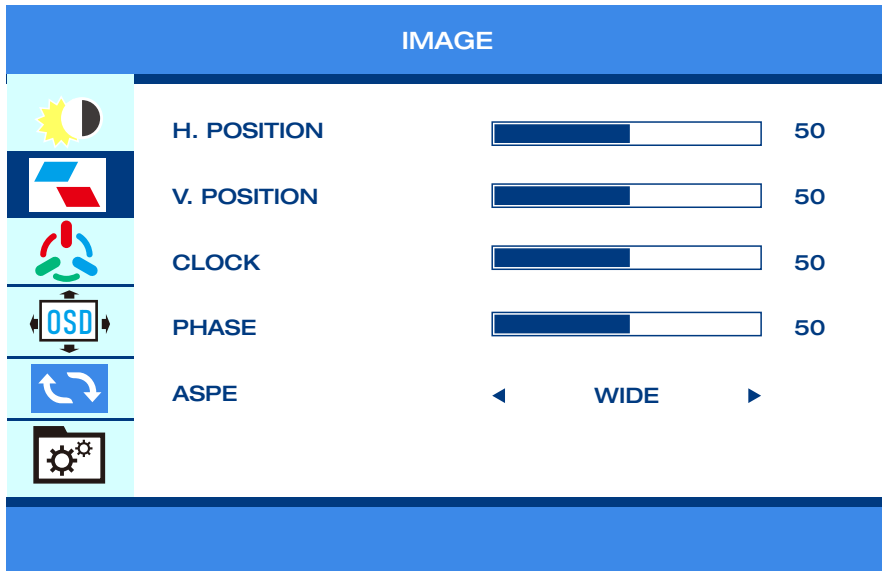 IMAGE
H. POSITION 50
V. POSITION 50
CLOCK 50
OSD
PHASE 50
ASPE WIDE